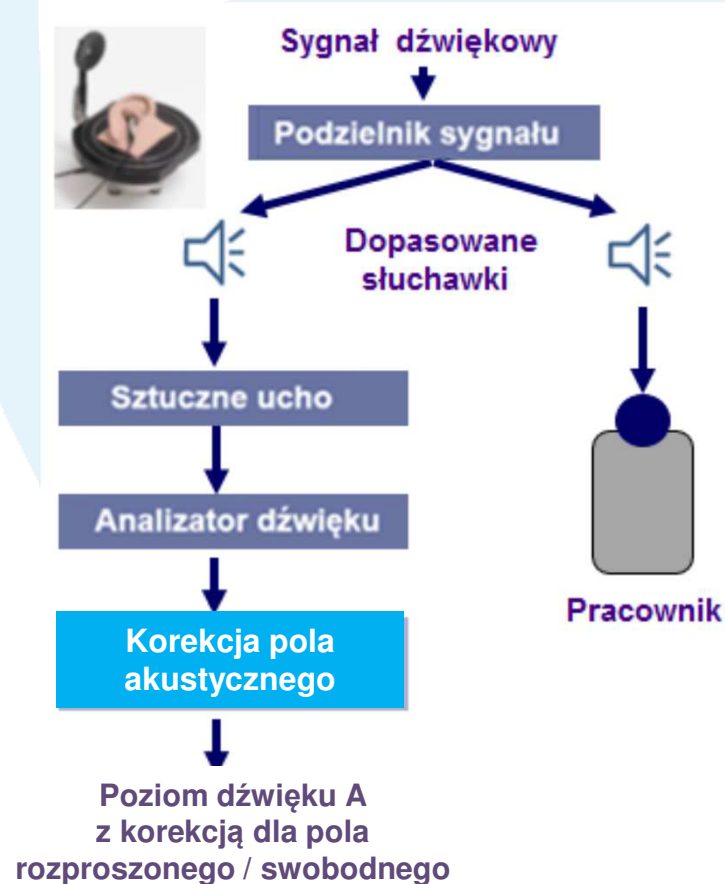 Sygnał dźwiękowy
Podzielnik sygnału
Dopasowane
słuchawki
Sztuczne ucho
Analizator dźwięku
Pracownik
Korekcja pola
akustycznego
Poziom dźwięku A
z korekcją dla pola
rozproszonego / swobodnego